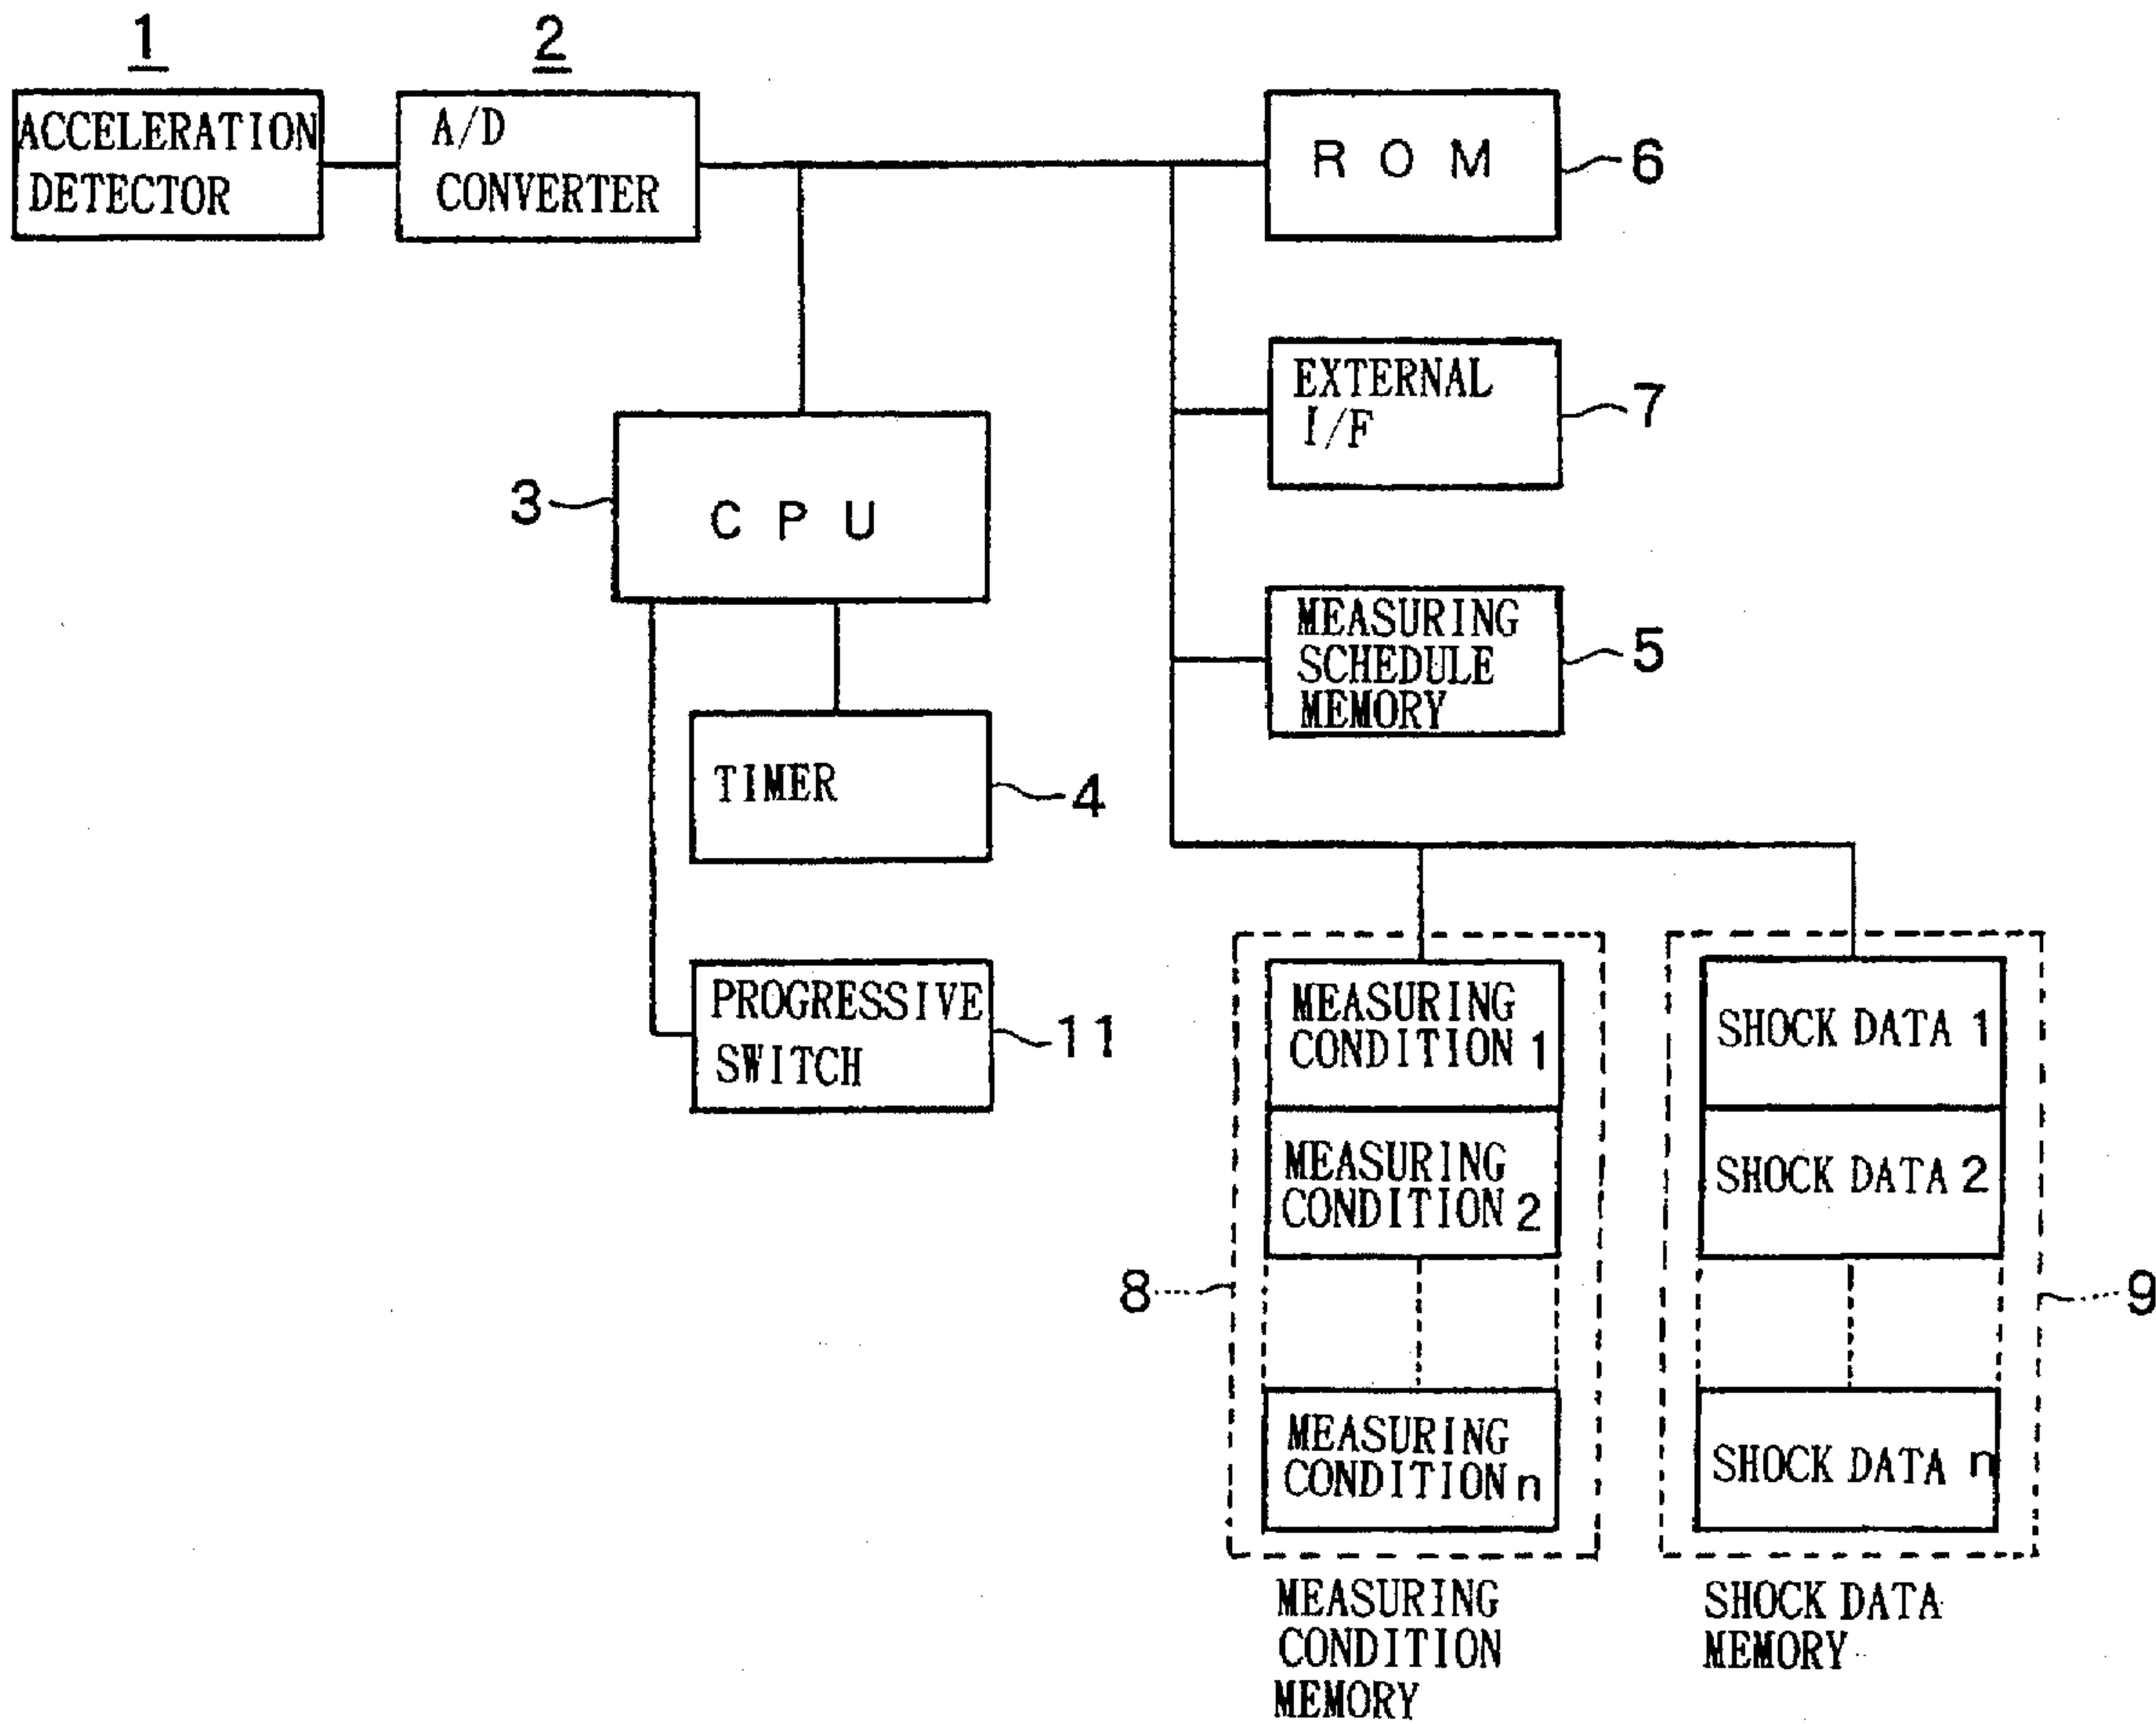 1
2
ACCELERATION
DETECTOR
A/D
CONVERTER
ROM
6
EXTERNAL
I/F
7
3
CPU
MEASURING
SCHEDULE
MEMORY
5
TIMER
4
PROGRESSIVE
SWITCH
11
MEASURING
CONDITION 1
MEASURING
CONDITION 2
MEASURING
CONDITION n
8
SHOCK DATA 1
SHOCK DATA 2
SHOCK DATA n
9
MEASURING
CONDITION
MEMORY
SHOCK DATA
MEMORY